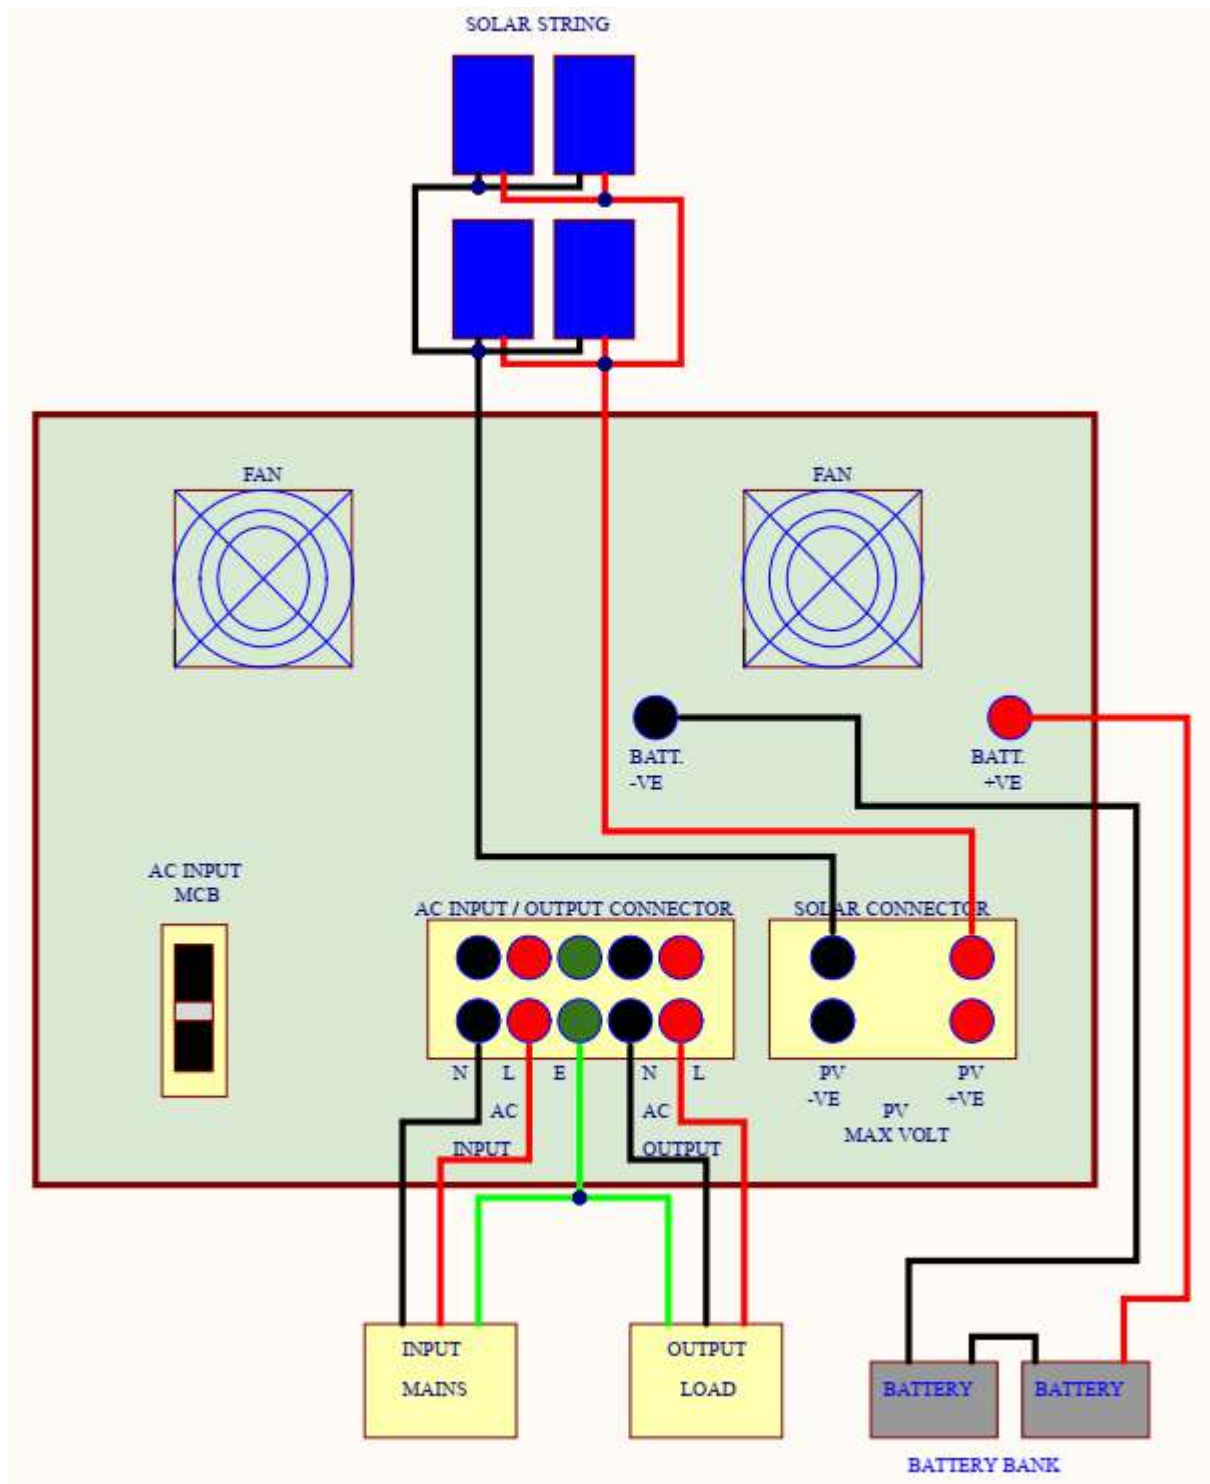 SOLAR STRING
FAN
FAN
BATT.
-VE
BATT.
+VE
AC INPUT
MCB
AC INPUT / OUTPUT CONNECTOR
SOLAR CONNECTOR
N L E N L
AC
INPUT
AC
OUTPUT
PV
-VE
PV
+VE
PV
MAX VOLT
INPUT
MAINS
OUTPUT
LOAD
BATTERY
BATTERY
BATTERY BANK